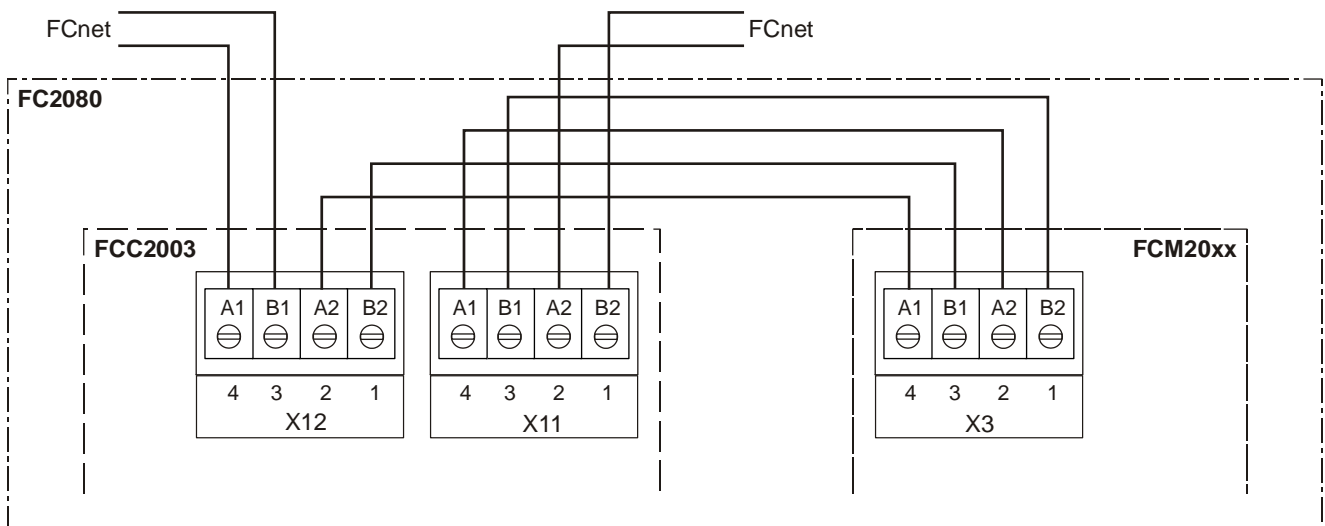 FCnet FCnet
FC2080
FCC2003 FCM20xx
A1 B1 A2 B2 A1 B1 A2 B2 A1 B1 A2 B2
4 3 2 1 4 3 2 1 4 3 2 1
X12 X11 X3